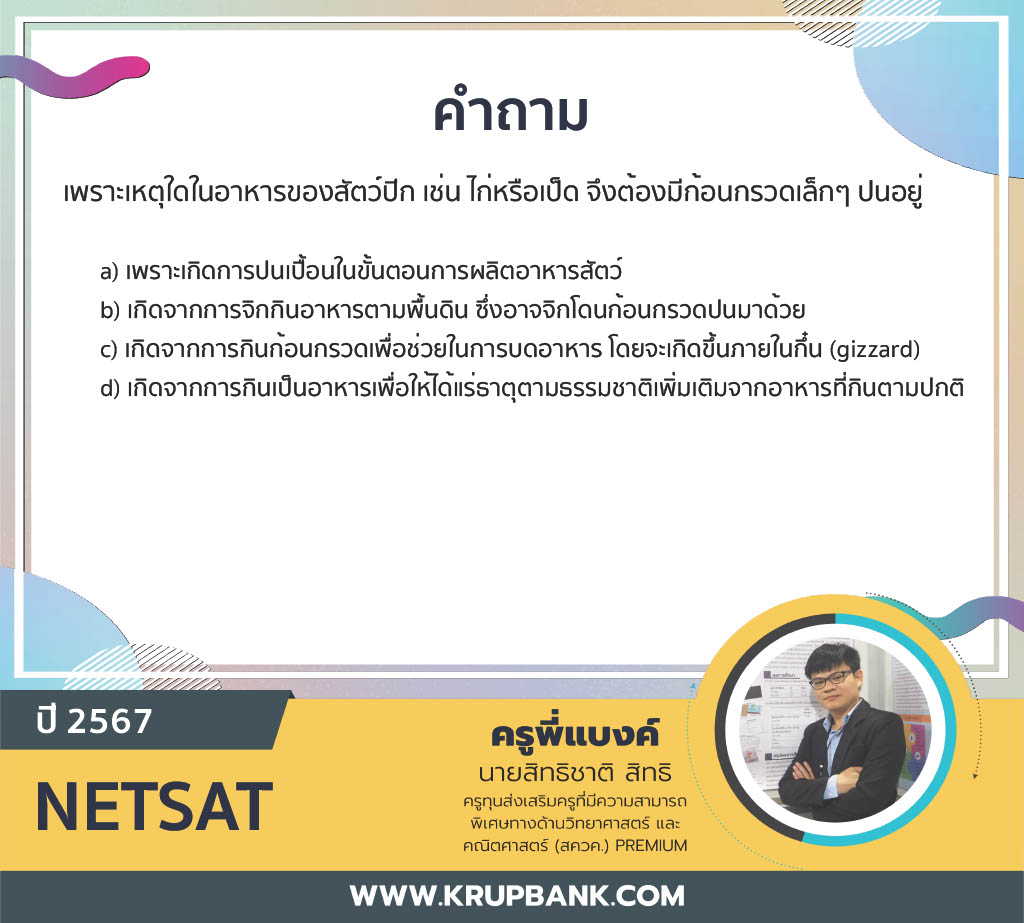 คำถาม
เพราะเหตุใดในอาหารของสัตว์ปีก เช่น ไก่หรือเป็ด จึงต้องมีก้อนกรวดเล็กๆ ปนอยู่
a) เพราะเกิดการปนเปื้อนในขั้นตอนการผลิตอาหารสัตว์
b) เกิดจากการจิกกินอาหารตามพื้นดิน ซึ่งอาจจิกโดนก้อนกรวดปนมาด้วย
c) เกิดจากการกินก้อนกรวดเพื่อช่วยในการบดอาหาร โดยจะเกิดขึ้นภายในกึ๋น (gizzard)
d) เกิดจากการกินเป็นอาหารเพื่อให้ได้แร่ธาตุตามธรรมชาติเพิ่มเติมจากอาหารที่กินตามปกติ
ปี 2567
NETSAT
ครูพี่แบงค์
นายสิทธิชาติ สิทธิ
ครูทุนส่งเสริมครูที่มีความสามารถ
พิเศษทางด้านวิทยาศาสตร์ และ
คณิตศาสตร์ (สควค.) PREMIUM
WWW.KRUPBANK.COM